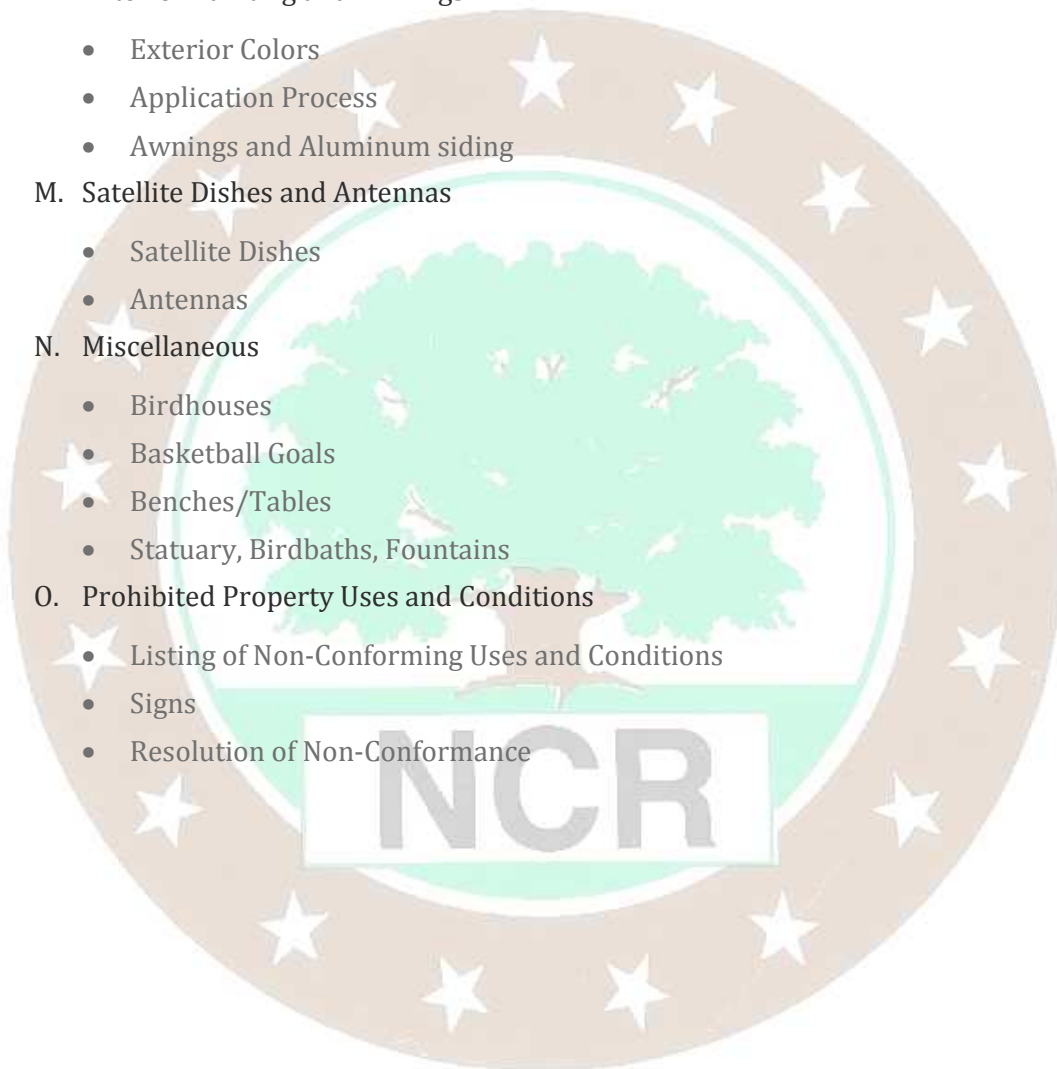 • Exterior Colors
• Application Process
• Awnings and Aluminum siding
M. Satellite Dishes and Antennas
• Satellite Dishes
• Antennas
N. Miscellaneous
• Birdhouses
• Basketball Goals
• Benches/Tables
• Statuary, Birdbaths, Fountains
O. Prohibited Property Uses and Conditions
• Listing of Non-Conforming Uses and Conditions
• Signs
• Resolution of Non-Conformance
NCR